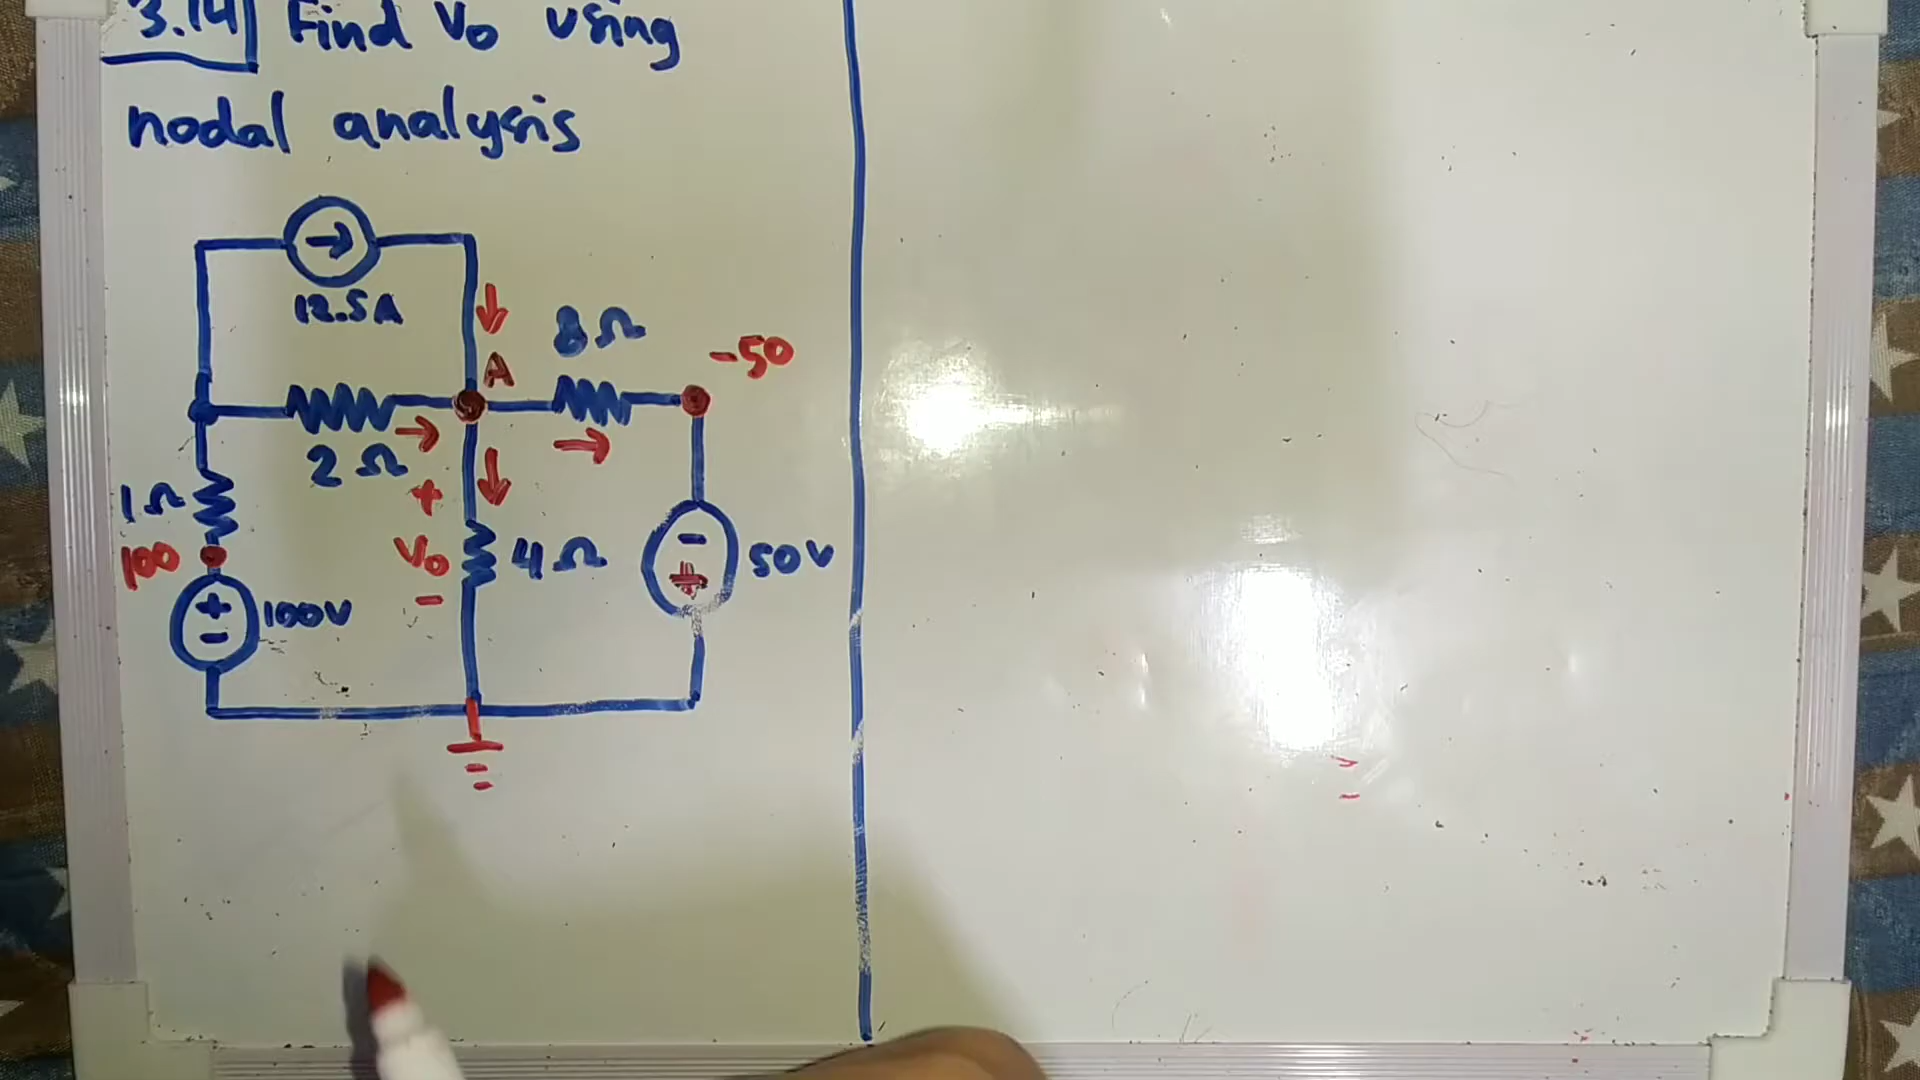 3.14 Find Vo using
nodal analysis
12.5A
8Ω
-50
A
2Ω
1Ω
+
100
Vo
4Ω
-
50V
+
-
100V
-
+